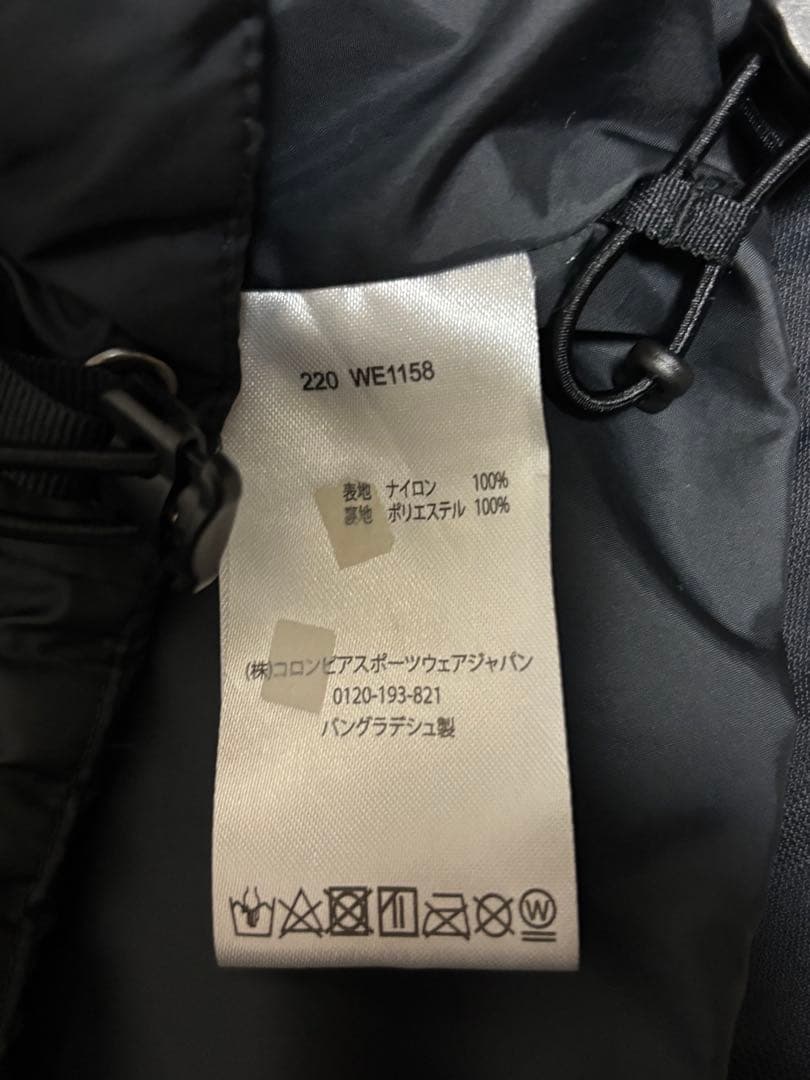 220 WE1158
表地 ナイロン 100%
裏地 ポリエステル 100%
(株)コロンビアスポーツウェアジャパン
0120-193-821
バングラデシュ製
W